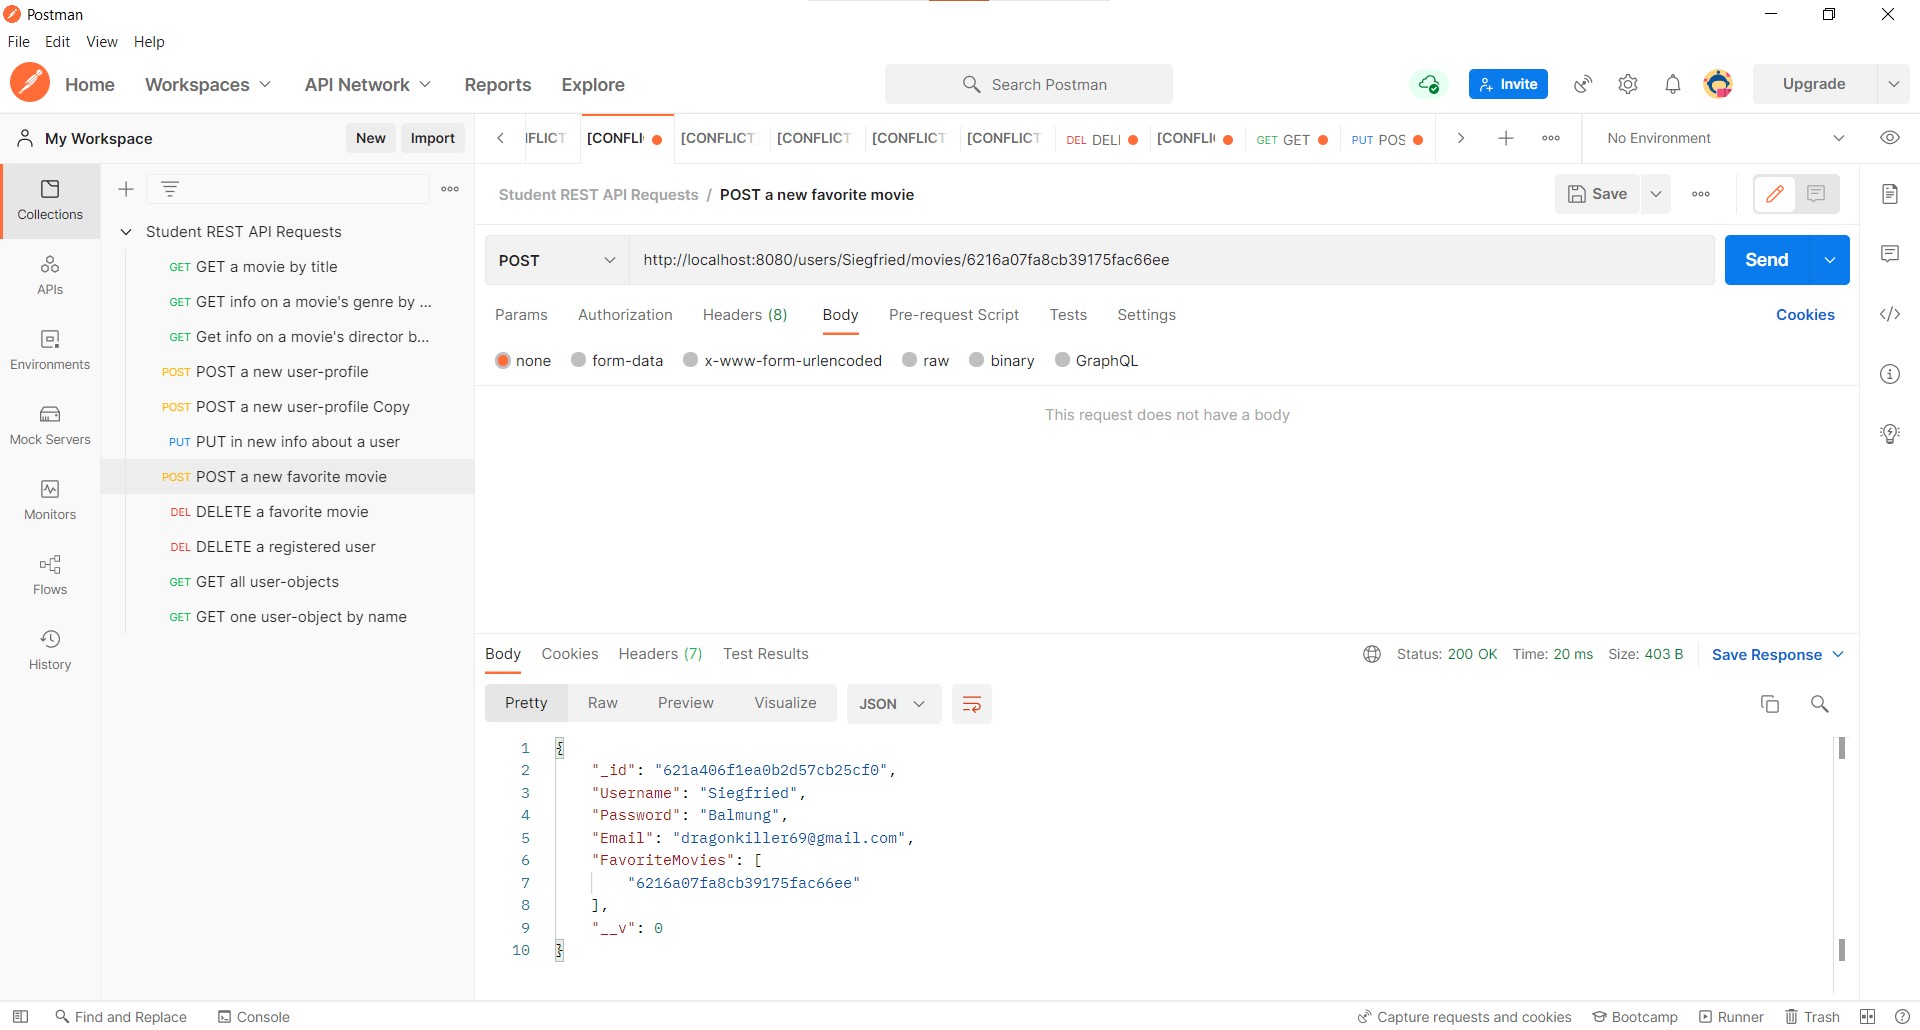 Postman
File Edit View Help
Home Workspaces API Network Reports Explore Search Postman Invite Upgrade
My Workspace New Import IFLICT [CONFLI [CONFLICT [CONFLICT [CONFLICT [CONFLICT DEL DELI [CONFLI GET GET PUT POS No Environment
Collections
APIs
Environments
Mock Servers
Monitors
Flows
History
Student REST API Requests
GET GET a movie by title
GET GET info on a movie's genre by ...
GET Get info on a movie's director b...
POST POST a new user-profile
POST POST a new user-profile Copy
PUT PUT in new info about a user
POST POST a new favorite movie
DEL DELETE a favorite movie
DEL DELETE a registered user
GET GET all user-objects
GET GET one user-object by name
Student REST API Requests / POST a new favorite movie Save
POST http://localhost:8080/users/Siegfried/movies/6216a07fa8cb39175fac66ee Send
Params Authorization Headers (8) Body Pre-request Script Tests Settings Cookies
none form-data x-www-form-urlencoded raw binary GraphQL
This request does not have a body
Body Cookies Headers (7) Test Results Status: 200 OK Time: 20 ms Size: 403 B Save Response
Pretty Raw Preview Visualize JSON
1 {
2 "_id": "621a406f1ea0b2d57cb25cf0",
3 "Username": "Siegfried",
4 "Password": "Balmung",
5 "Email": "dragonkiller69@gmail.com",
6 "FavoriteMovies": [
7 "6216a07fa8cb39175fac66ee"
8 ],
9 "__v": 0
10 }
Find and Replace Console Capture requests and cookies Bootcamp Runner Trash